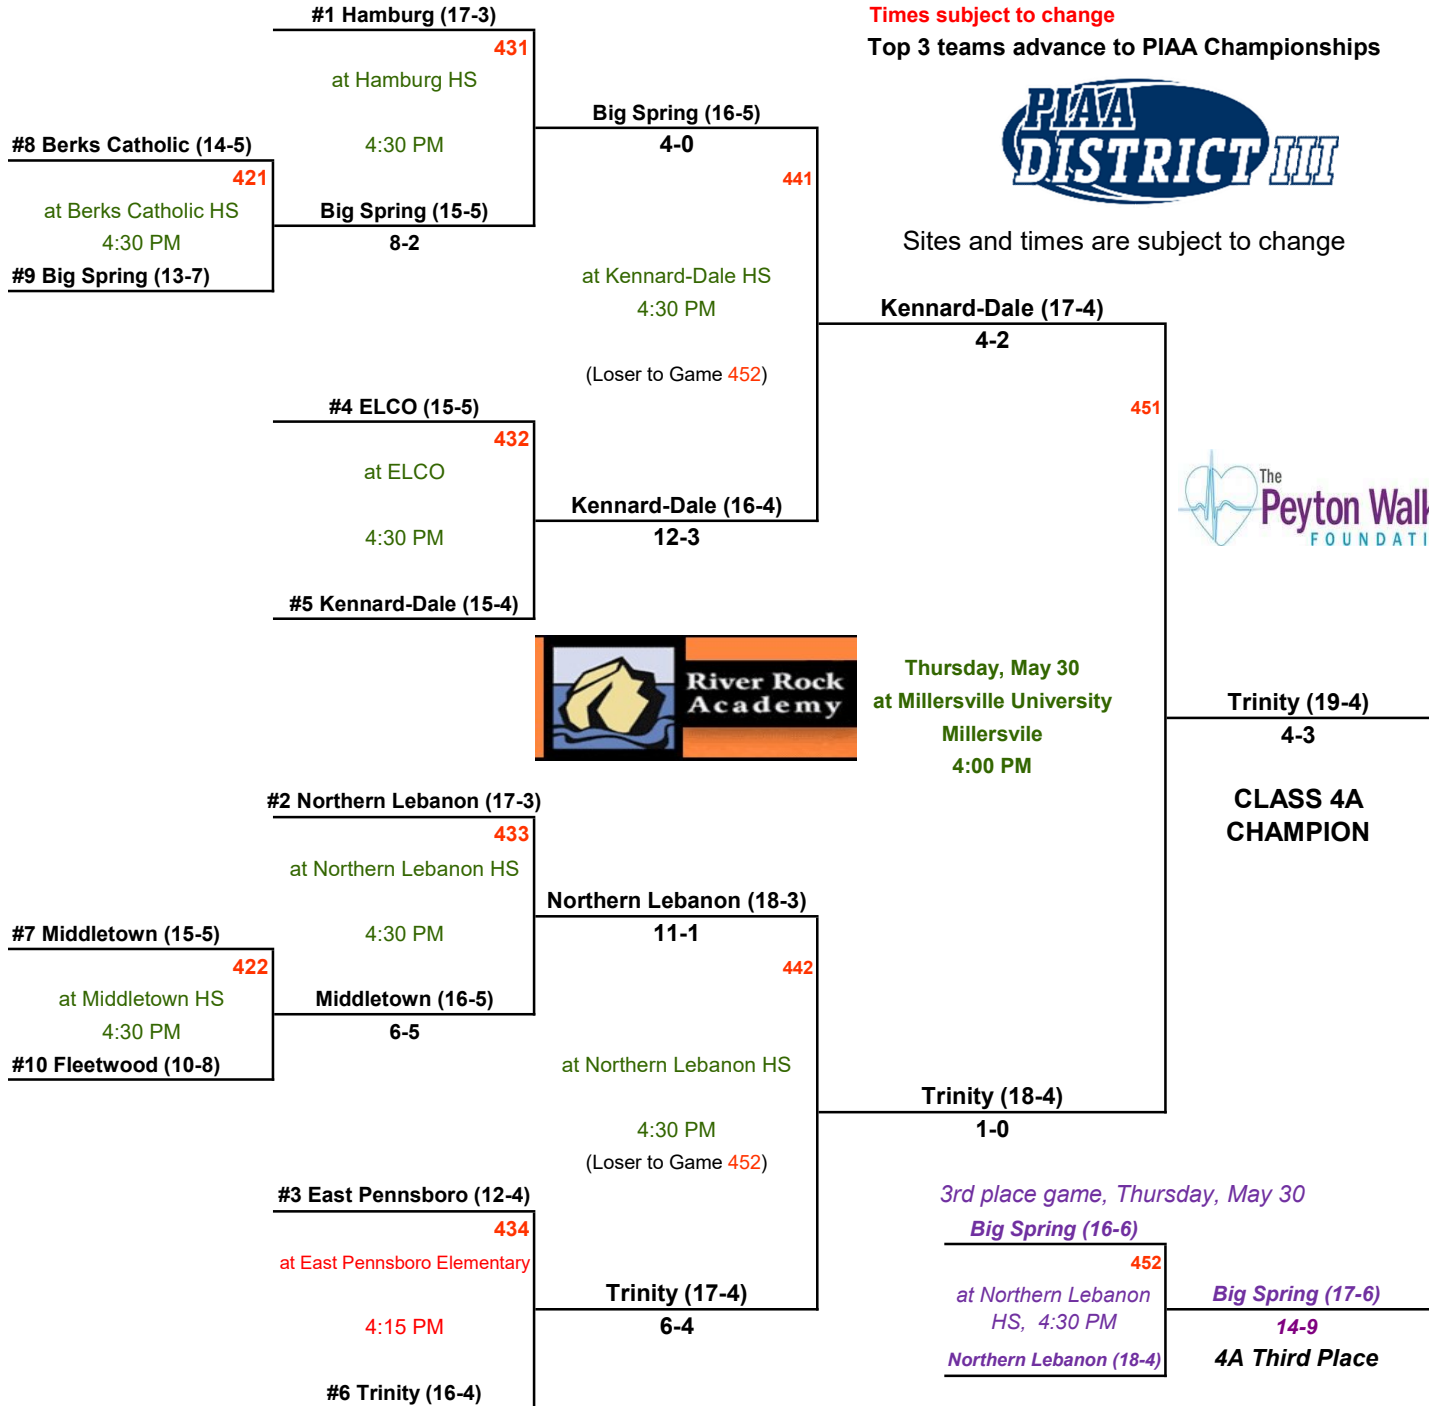 #1 Hamburg (17-3)
Times subject to change
431
Top 3 teams advance to PIAA Championships
at Hamburg HS
PIAA
DISTRICT III
Big Spring (16-5)
#8 Berks Catholic (14-5)
4:30 PM
4-0
421
441
at Berks Catholic HS
Big Spring (15-5)
4:30 PM
8-2
Sites and times are subject to change
#9 Big Spring (13-7)
at Kennard-Dale HS
4:30 PM
Kennard-Dale (17-4)
4-2
(Loser to Game 452)
#4 ELCO (15-5)
451
432
at ELCO
The
Peyton Walk
FOUNDATI
Kennard-Dale (16-4)
4:30 PM
12-3
#5 Kennard-Dale (15-4)
River Rock
Academy
Thursday, May 30
at Millersville University
Millersvile
4:00 PM
Trinity (19-4)
4-3
#2 Northern Lebanon (17-3)
CLASS 4A
CHAMPION
433
at Northern Lebanon HS
Northern Lebanon (18-3)
#7 Middletown (15-5)
4:30 PM
11-1
422
442
at Middletown HS
Middletown (16-5)
4:30 PM
6-5
#10 Fleetwood (10-8)
at Northern Lebanon HS
Trinity (18-4)
4:30 PM
1-0
(Loser to Game 452)
#3 East Pennsboro (12-4)
3rd place game, Thursday, May 30
434
Big Spring (16-6)
at East Pennsboro Elementary
452
Trinity (17-4)
at Northern Lebanon
HS, 4:30 PM
Big Spring (17-6)
4:15 PM
6-4
14-9
Northern Lebanon (18-4)
4A Third Place
#6 Trinity (16-4)